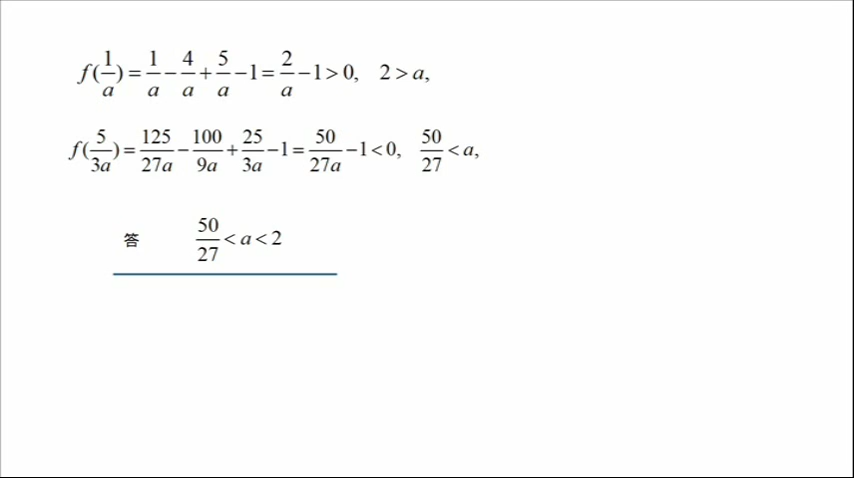 f(1/a)=1/a−4/a+5/a−1=2/a−1>0, 2>a,
f(5/3a)=125/27a−100/9a+25/3a−1=50/27a−1<0, 50/27<a,
答 50/27<a<2